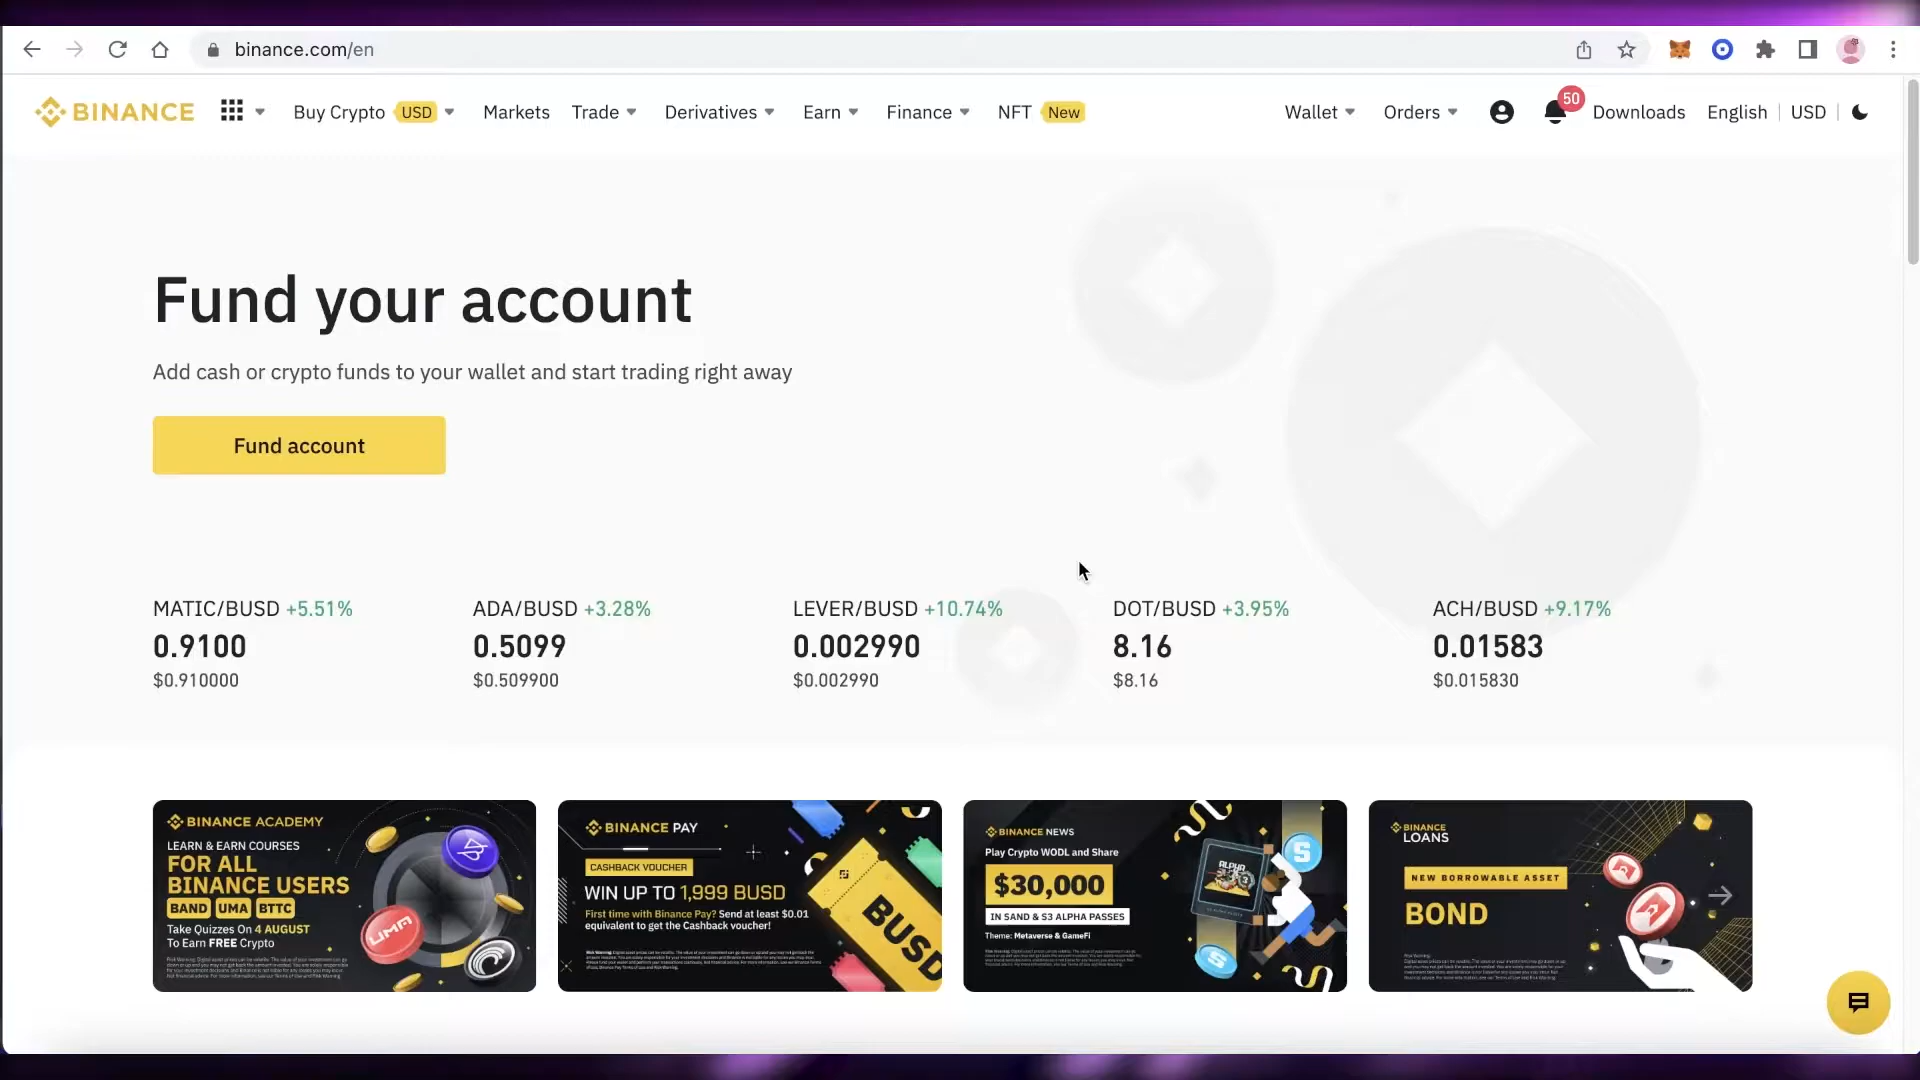 binance.com/en
BINANCE
Buy Crypto USD
Markets
Trade
Derivatives
Earn
Finance
NFT New
Wallet
Orders
50
Downloads
English
USD
Fund your account
Add cash or crypto funds to your wallet and start trading right away
Fund account
MATIC/BUSD +5.51%
0.9100
$0.910000
ADA/BUSD +3.28%
0.5099
$0.509900
LEVER/BUSD +10.74%
0.002990
$0.002990
DOT/BUSD +3.95%
8.16
$8.16
ACH/BUSD +9.17%
0.01583
$0.015830
BINANCE ACADEMY
LEARN & EARN COURSES
FOR ALL
BINANCE USERS
BAND UMA BTTC
Take Quizzes On 4 AUGUST
To Earn FREE Crypto
UMA
BINANCE PAY
CASHBACK VOUCHER
WIN UP TO 1,999 BUSD
First time with Binance Pay? Send at least $0.01
equivalent to get the Cashback voucher!
BUSD
BINANCE NEWS
Play Crypto WODL and Share
$30,000
IN SAND & S3 ALPHA PASSES
Theme: Metaverse & GameFi
ALPHA
S
S
BINANCE
LOANS
NEW BORROWABLE ASSET
BOND